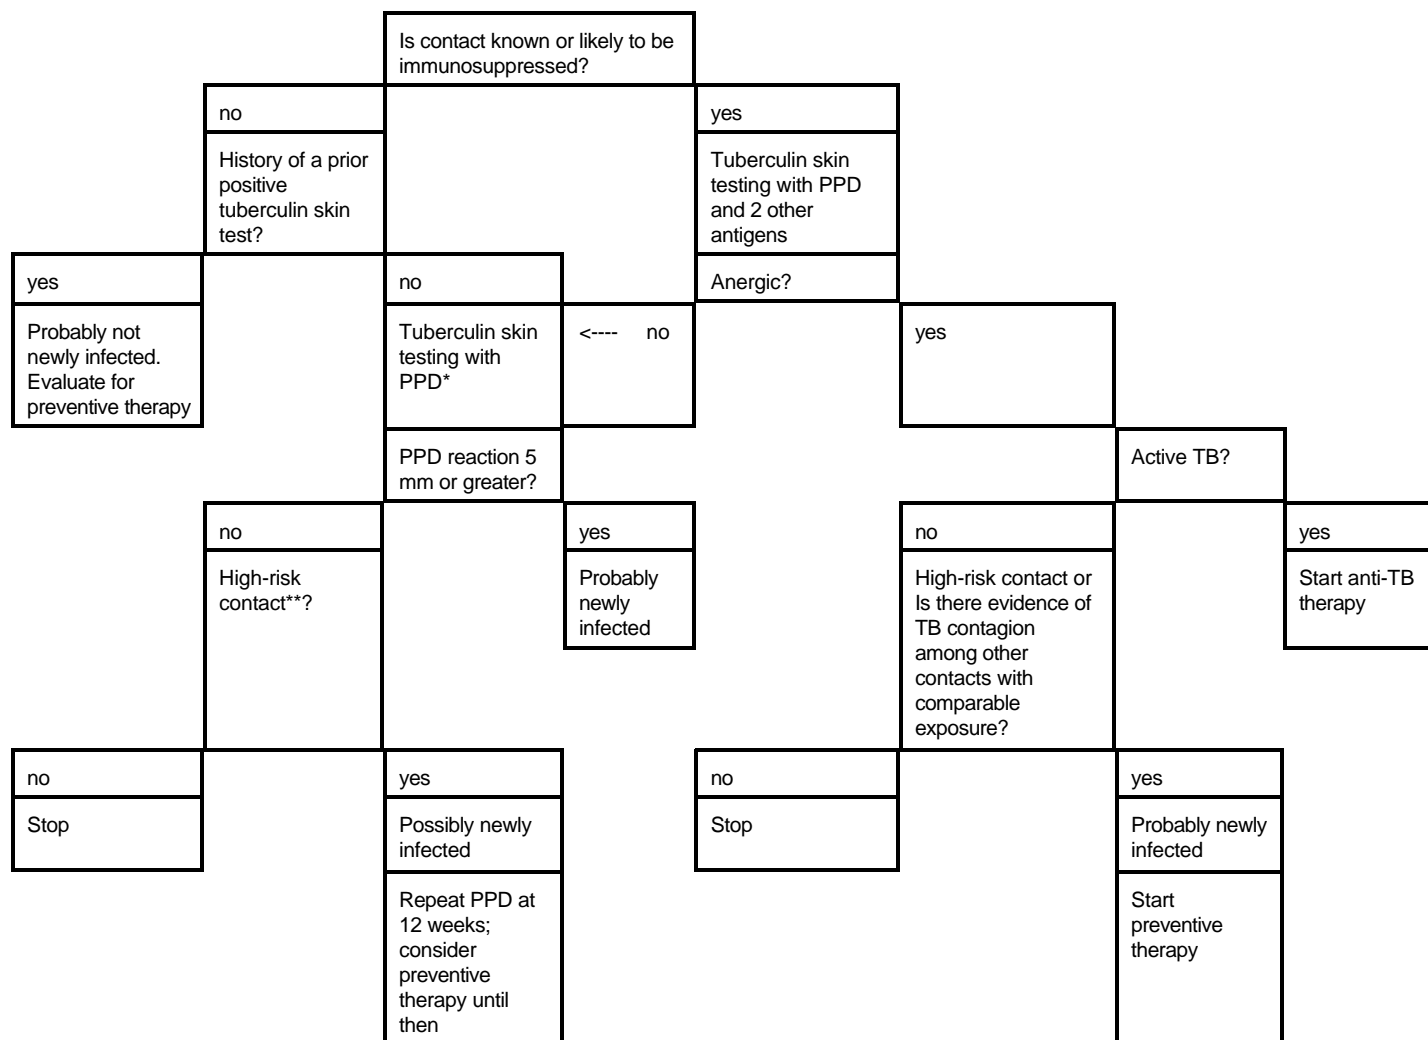 Is contact known or likely to be
immunosuppressed?
no
yes
History of a prior
positive
tuberculin skin
test?
Tuberculin skin
testing with PPD
and 2 other
antigens
yes
no
Anergic?
Probably not
newly infected.
Evaluate for
preventive therapy
Tuberculin skin
testing with
PPD*
<---- no
yes
PPD reaction 5
mm or greater?
Active TB?
no
yes
no
yes
High-risk
contact**?
Probably
newly
infected
High-risk contact or
Is there evidence of
TB contagion
among other
contacts with
comparable
exposure?
Start anti-TB
therapy
no
yes
no
yes
Stop
Possibly newly
infected
Stop
Probably newly
infected
Repeat PPD at
12 weeks;
consider
preventive
therapy until
then
Start
preventive
therapy